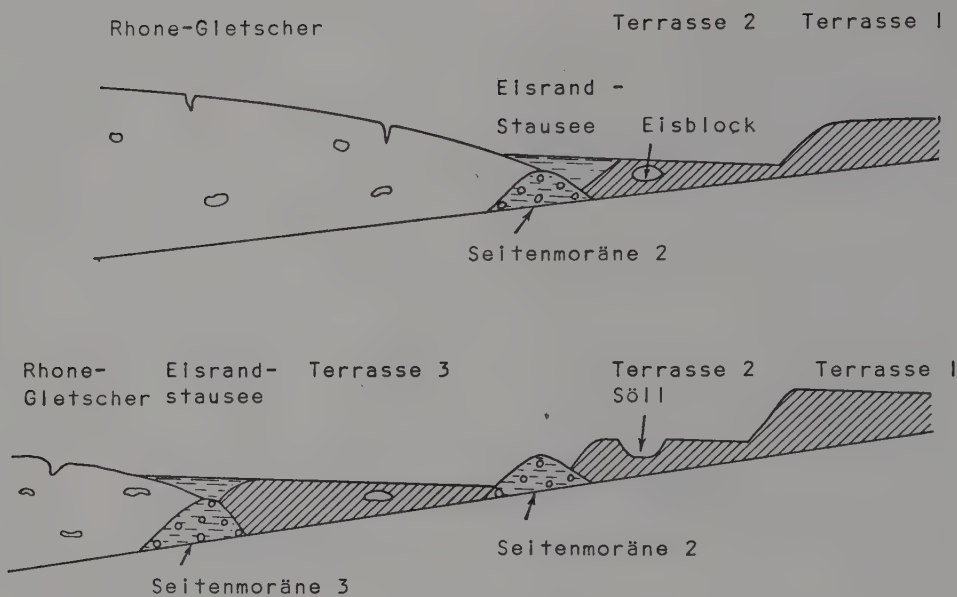 Rhone-Gletscher
Terrasse 2 Terrasse 1
Eisrand -
Stausee
Eisblock
Seitenmoräne 2
Rhone-
Gletscher
Eisrand-
stausee
Terrasse 3
Terrasse 2
Söll
Terrasse 1
Seitenmoräne 2
Seitenmoräne 3